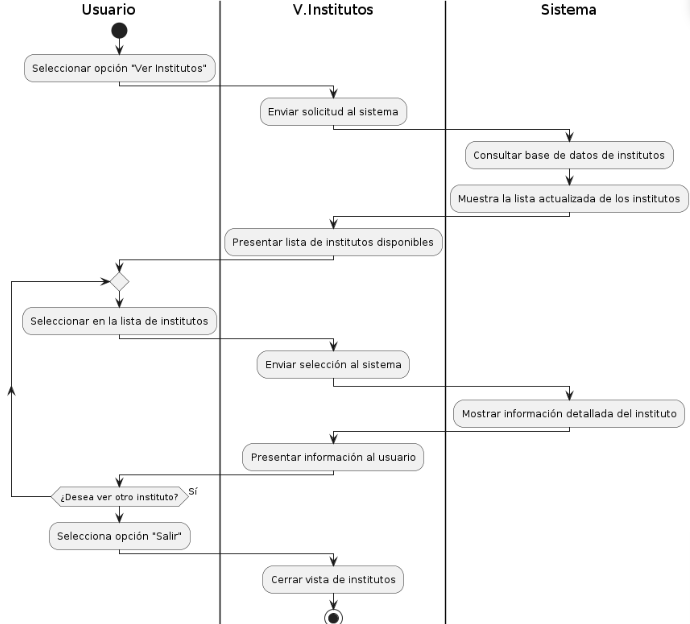 Usuario
V.Institutos
Sistema
Seleccionar opción "Ver Institutos"
Enviar solicitud al sistema
Consultar base de datos de institutos
Muestra la lista actualizada de los institutos
Presentar lista de institutos disponibles
Seleccionar en la lista de institutos
Enviar selección al sistema
Mostrar información detallada del instituto
Presentar información al usuario
¿Desea ver otro instituto?
Sí
Selecciona opción "Salir"
Cerrar vista de institutos